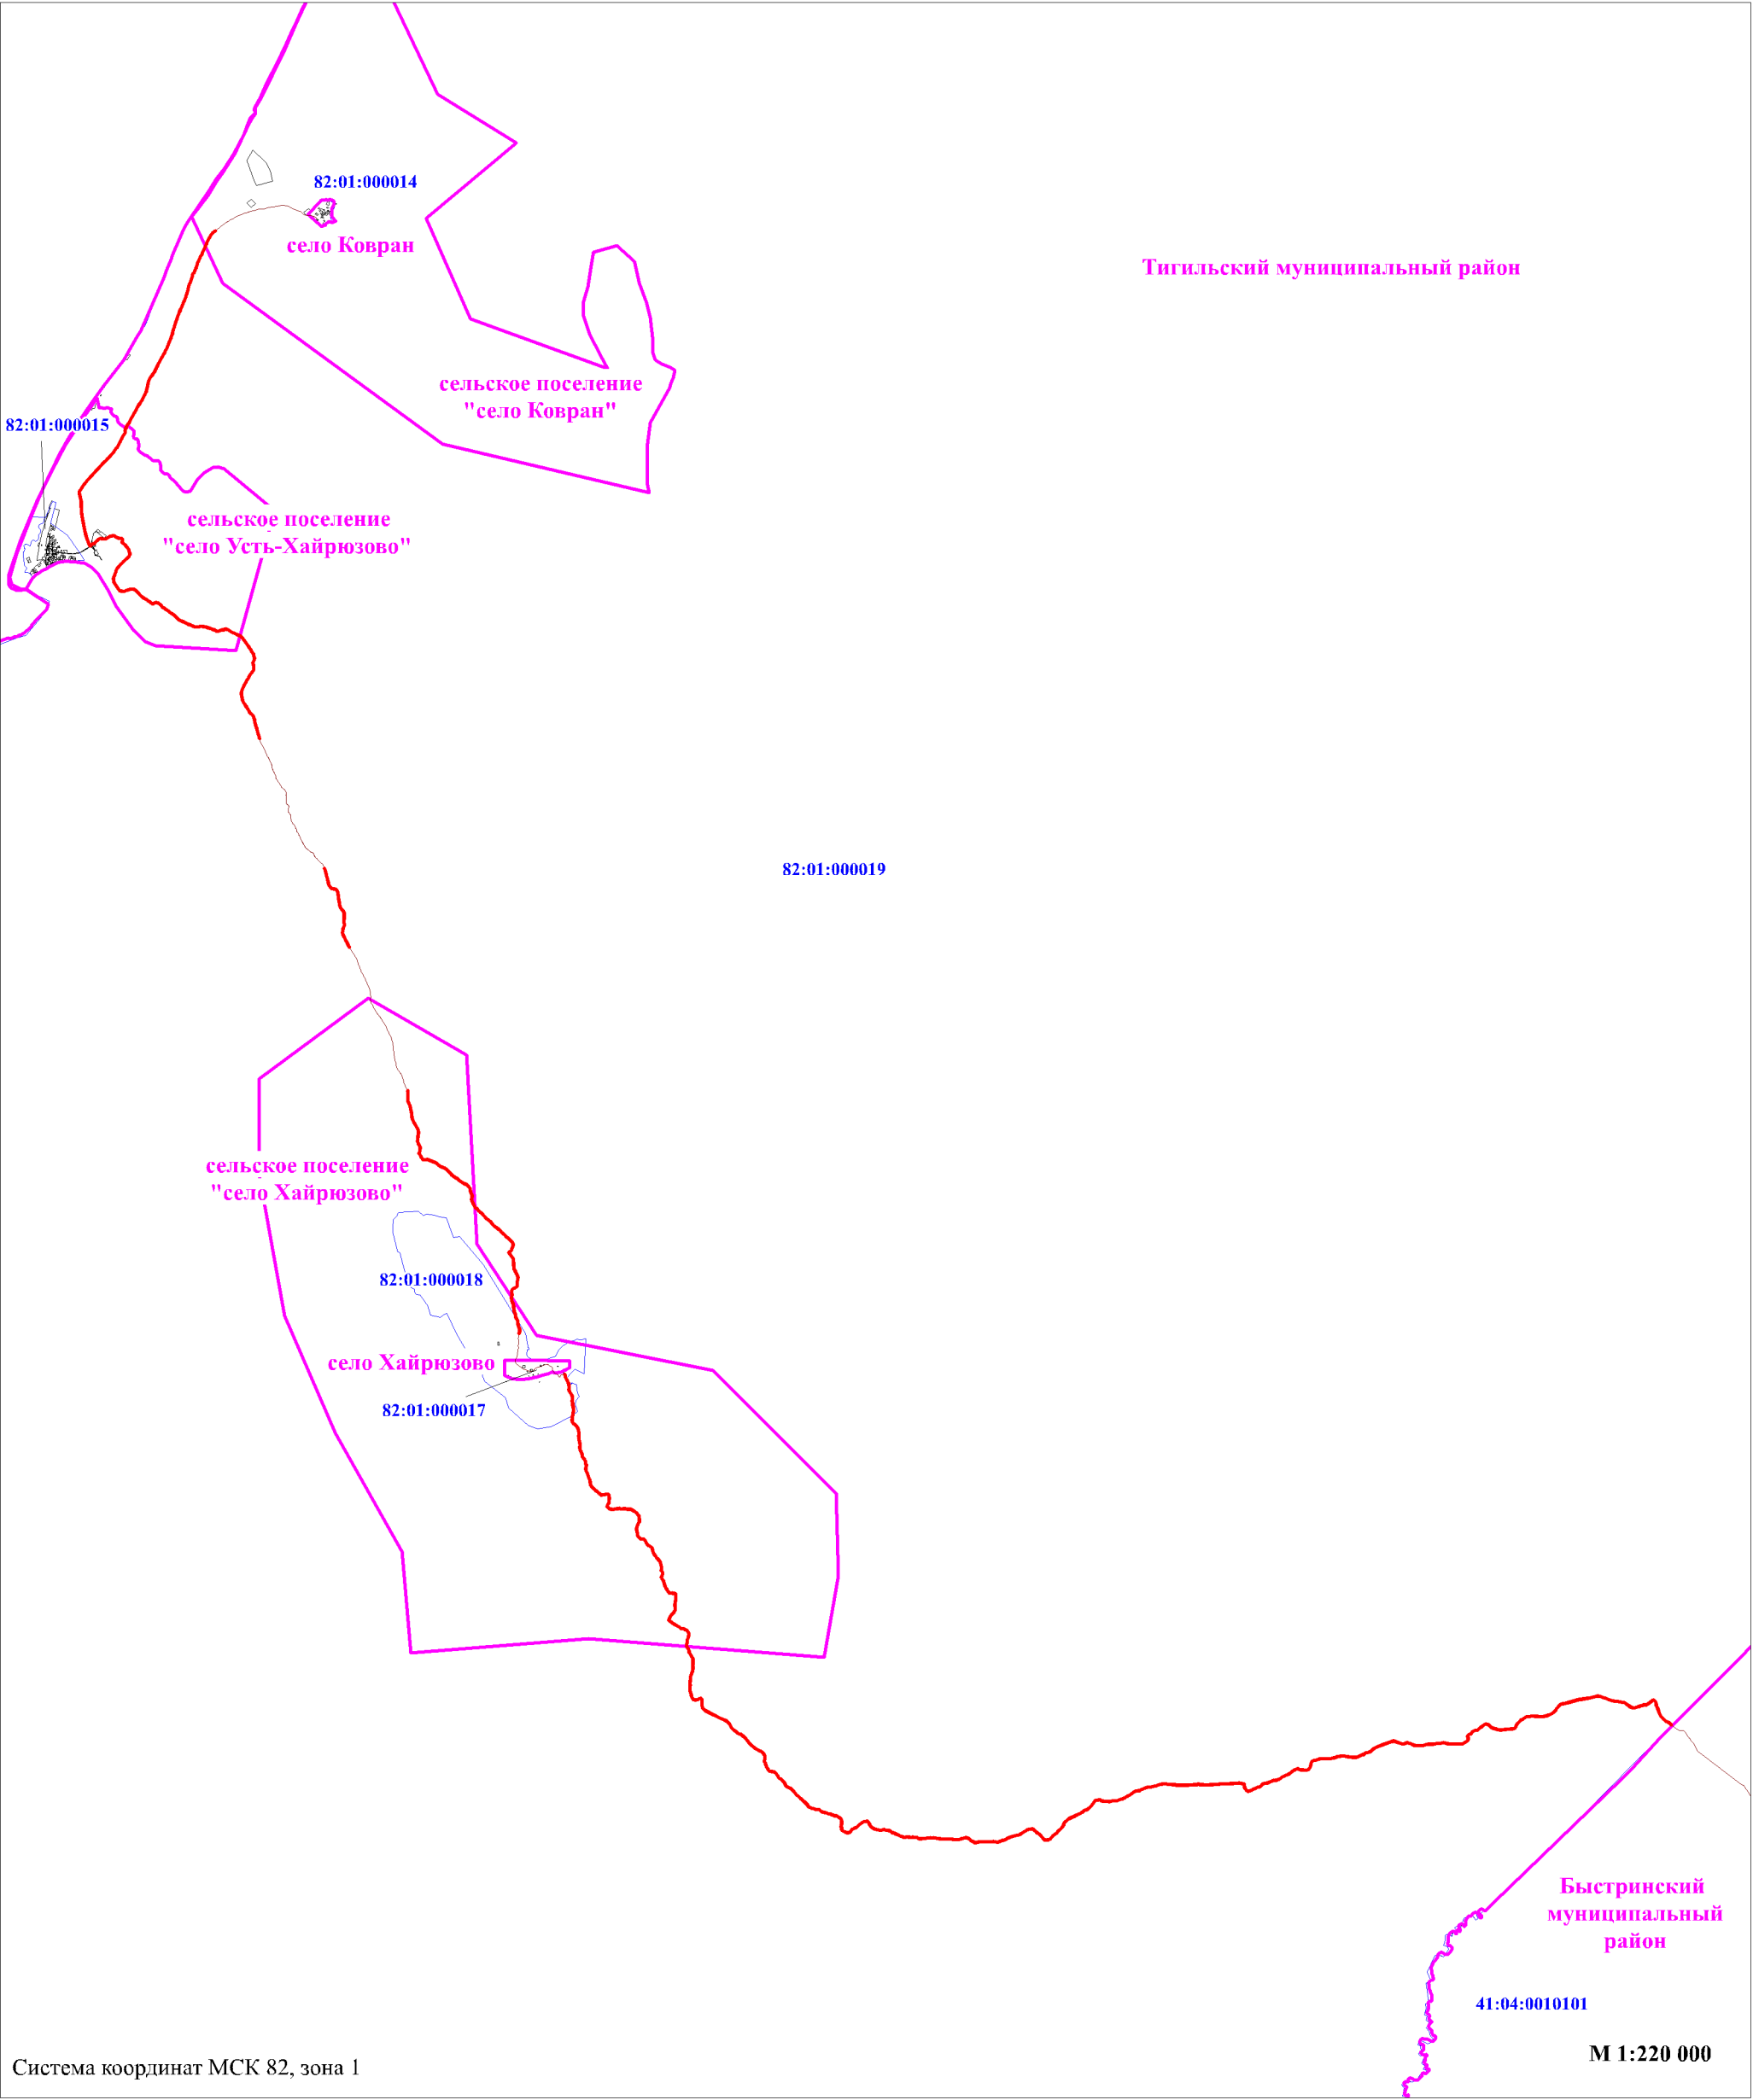 82:01:000014
село Ковран
Тигильский муниципальный район
сельское поселение
"село Ковран"
82:01:000015
сельское поселение
"село Усть-Хайрюзово"
82:01:000019
сельское поселение
"село Хайрюзово"
82:01:000018
село Хайрюзово
82:01:000017
Быстринский
муниципальный
район
41:04:0010101
М 1:220 000
Система координат МСК 82, зона 1